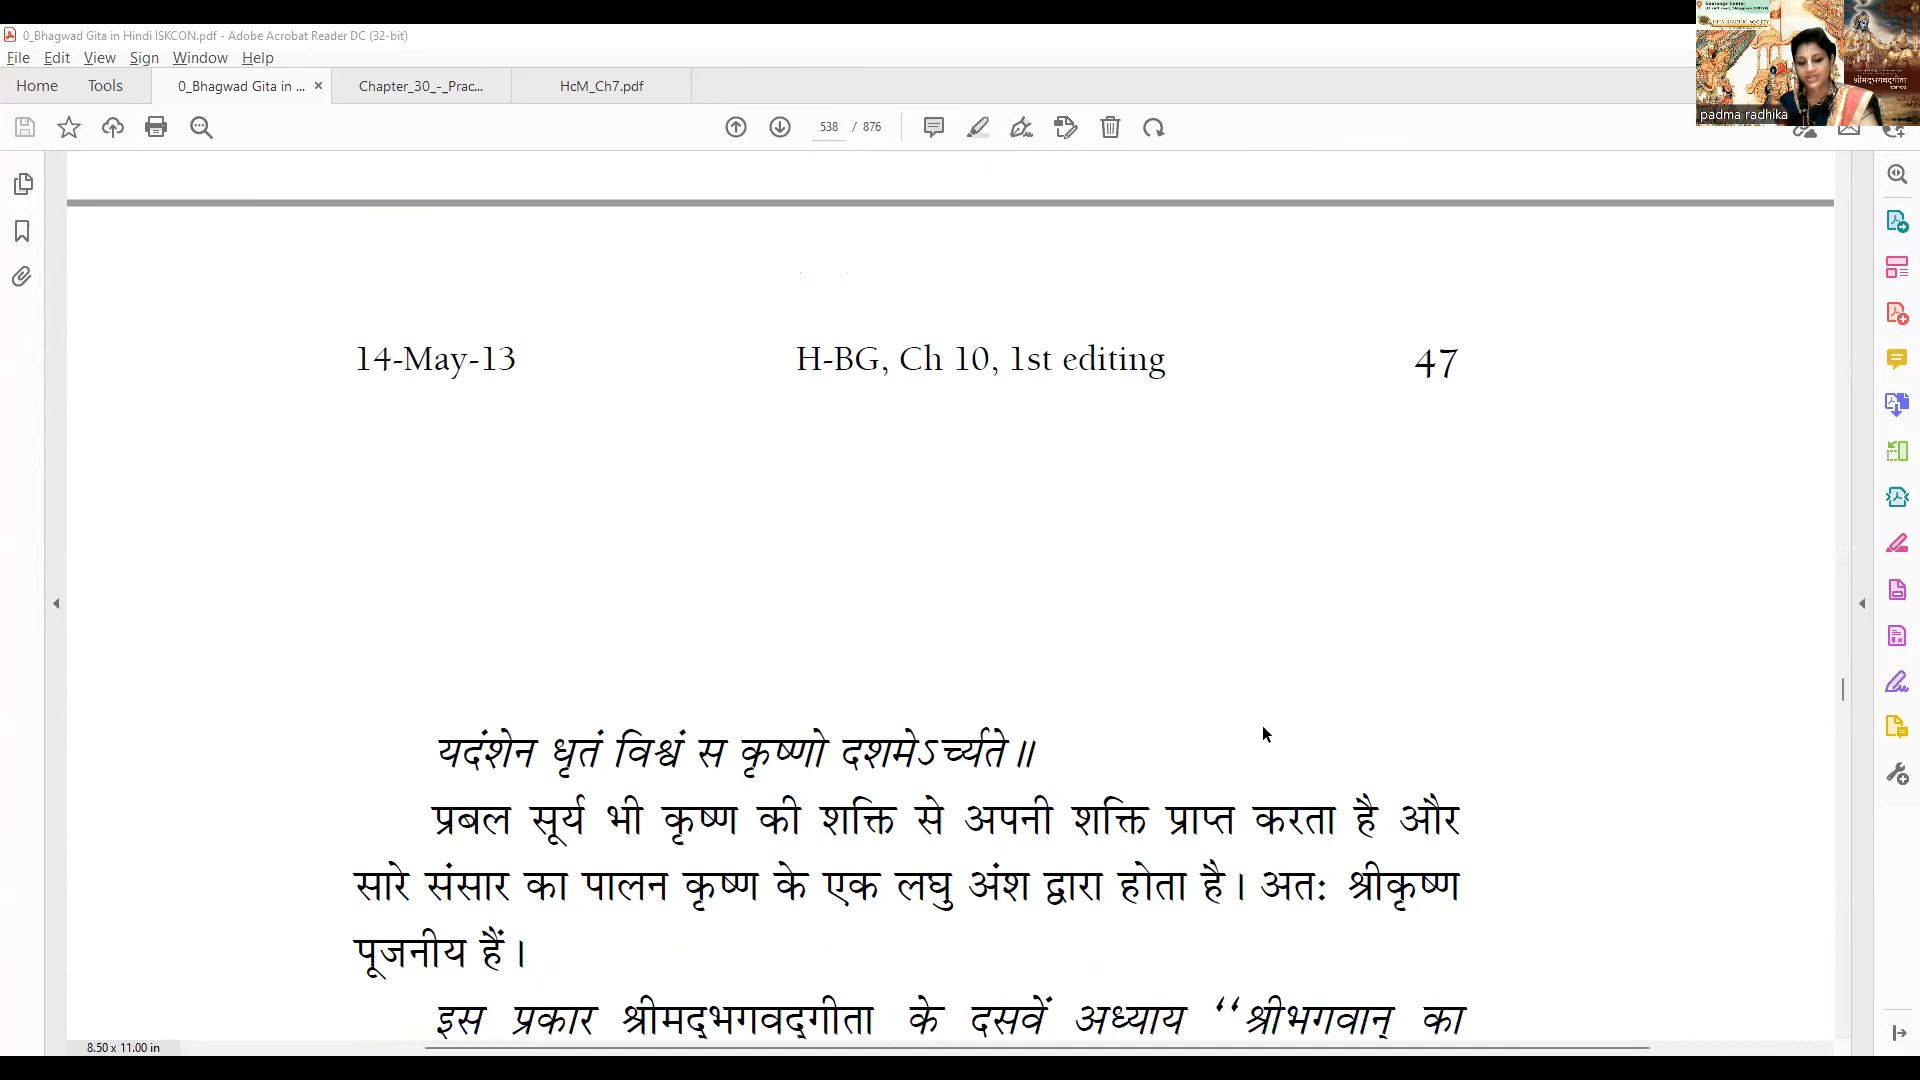 0_Bhagwad Gita in Hindi ISKCON.pdf - Adobe Acrobat Reader DC (32-bit)
File Edit View Sign Window Help
Home Tools 0_Bhagwad Gita in ... × Chapter_30_-_Prac... HcM_Ch7.pdf
538 / 876
padma radhika
श्रीमद्भगवद्गीता
14-May-13 H-BG, Ch 10, 1st editing 47
यदंशेन धृतं विश्वं स कृष्णो दशमेऽर्च्यते॥
प्रबल सूर्य भी कृष्ण की शक्ति से अपनी शक्ति प्राप्त करता है और
सारे संसार का पालन कृष्ण के एक लघु अंश द्वारा होता है। अतः श्रीकृष्ण
पूजनीय हैं।
इस प्रकार श्रीमद्भगवद्गीता के दसवें अध्याय ‘‘श्रीभगवान् का
8.50 x 11.00 in